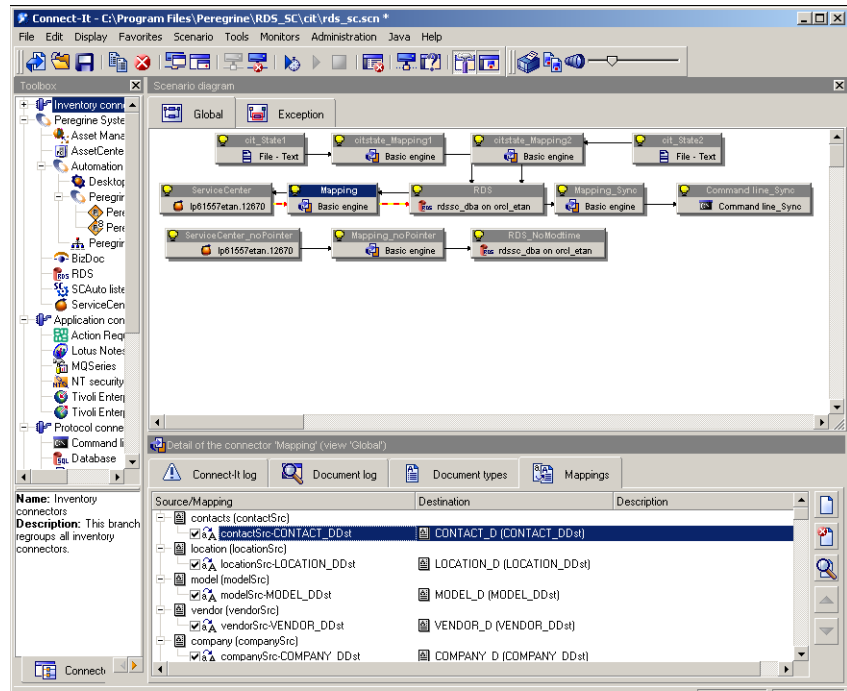 Connect-It - C:\Program Files\Peregrine\RDS_SC\cit\rds_sc.scn *
File Edit Display Favorites Scenario Tools Monitors Administration Java Help
Toolbox
Scenario diagram
Inventory conn
Peregrine Syste
Asset Mana
AssetCente
Automation
Desktop
Peregrin
Pere
Pere
Peregrir
BizDoc
RDS
SCAuto liste
ServiceCen
Application con
Action Requ
Lotus Notes
MQSeries
NT security
Tivoli Enterp
Tivoli Enterp
Protocol conne
Command li
Database
Name: Inventory
connectors
Description: This branch
regroups all inventory
connectors.
Connecti
Global
Exception
cit_State1
File - Text
citstate_Mapping1
Basic engine
citstate_Mapping2
Basic engine
cit_State2
File - Text
ServiceCenter
lp61557etan.12670
Mapping
Basic engine
RDS
rdssc_dba on orcl_etan
Mapping_Sync
Basic engine
Command line_Sync
Command line_Sync
ServiceCenter_noPointer
lp61557etan.12670
Mapping_noPointer
Basic engine
RDS_NoModtime
rdssc_dba on orcl_etan
Detail of the connector 'Mapping' (view 'Global')
Connect-It log
Document log
Document types
Mappings
Source/Mapping Destination Description
contacts (contactSrc)
contactSrc-CONTACT_DDst CONTACT_D (CONTACT_DDst)
location (locationSrc)
locationSrc-LOCATION_DDst LOCATION_D (LOCATION_DDst)
model (modelSrc)
modelSrc-MODEL_DDst MODEL_D (MODEL_DDst)
vendor (vendorSrc)
vendorSrc-VENDOR_DDst VENDOR_D (VENDOR_DDst)
company (companySrc)
companySrc-COMPANY_DDst COMPANY_D (COMPANY_DDst)